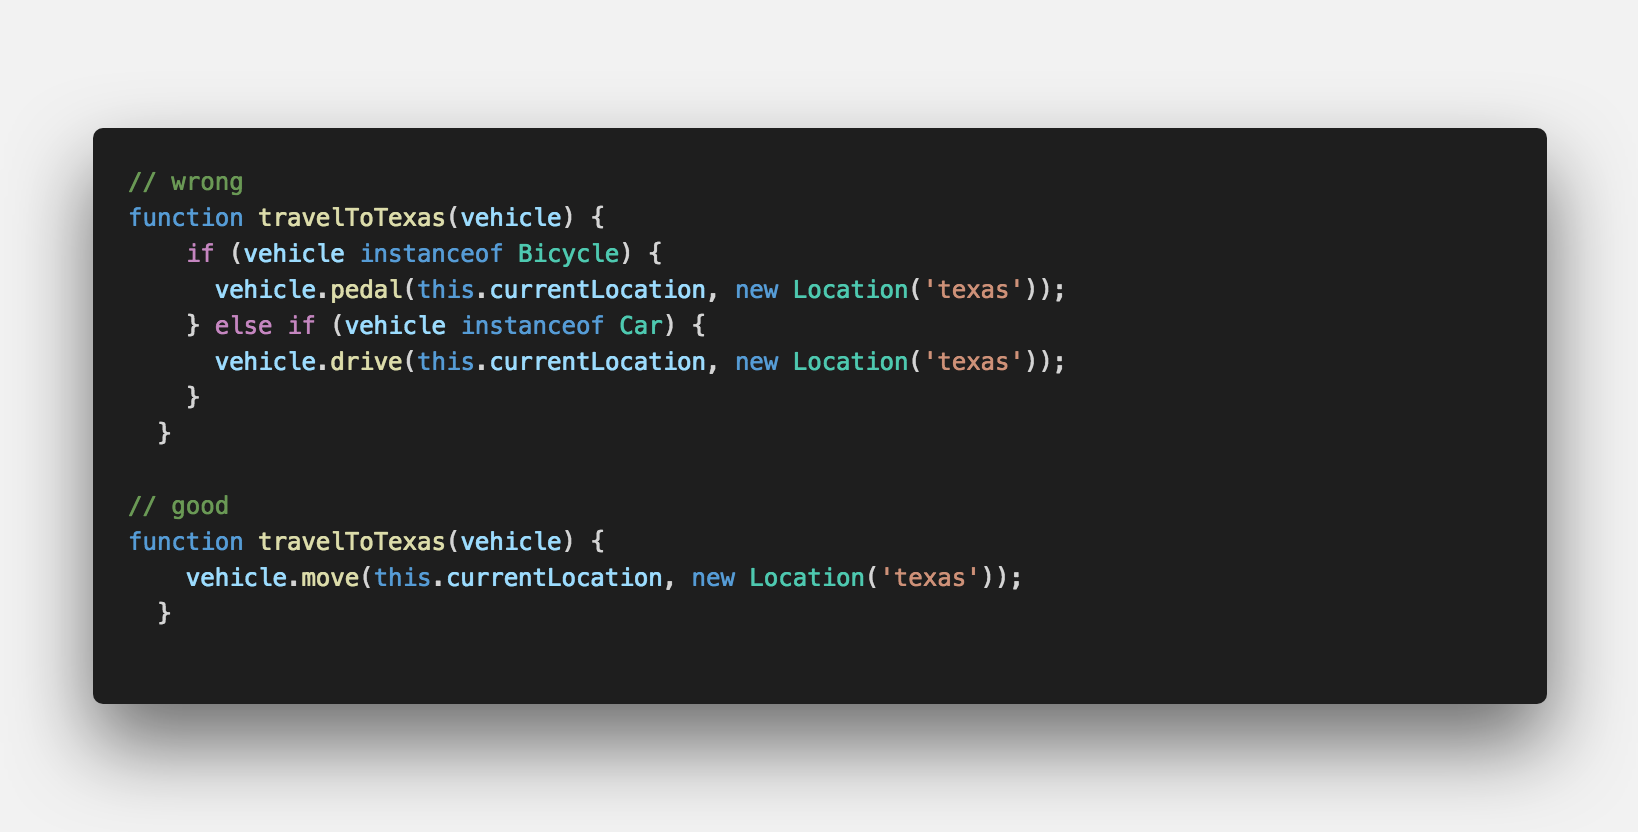 // wrong
function travelToTexas(vehicle) {
    if (vehicle instanceof Bicycle) {
      vehicle.pedal(this.currentLocation, new Location('texas'));
    } else if (vehicle instanceof Car) {
      vehicle.drive(this.currentLocation, new Location('texas'));
    }
  }

// good
function travelToTexas(vehicle) {
    vehicle.move(this.currentLocation, new Location('texas'));
  }